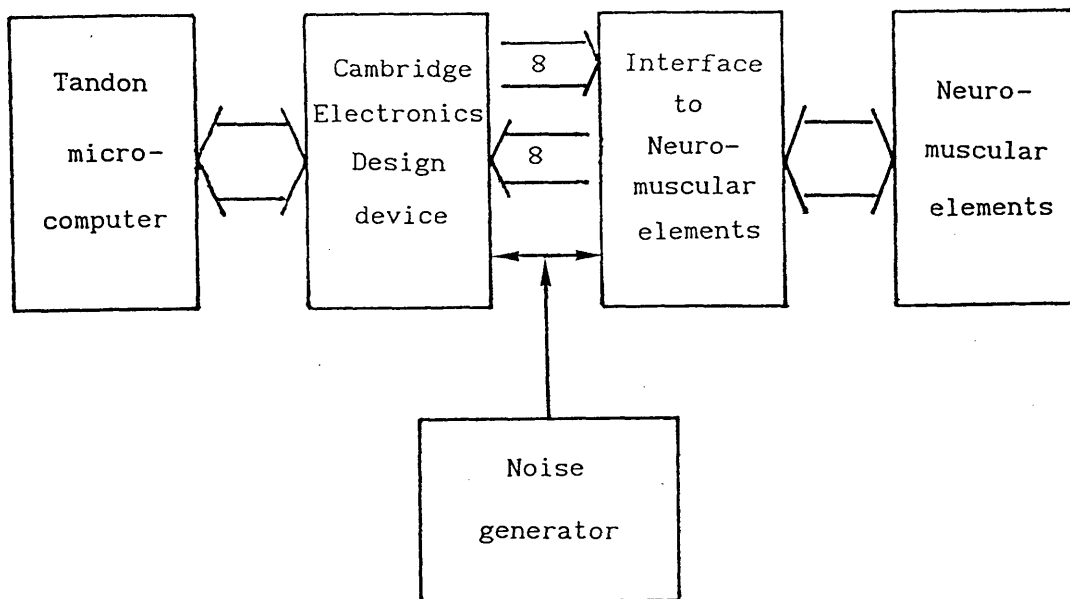 Tandon
micro-
computer
Cambridge
Electronics
Design
device
8
8
Interface
to
Neuro-
muscular
elements
Neuro-
muscular
elements
Noise
generator